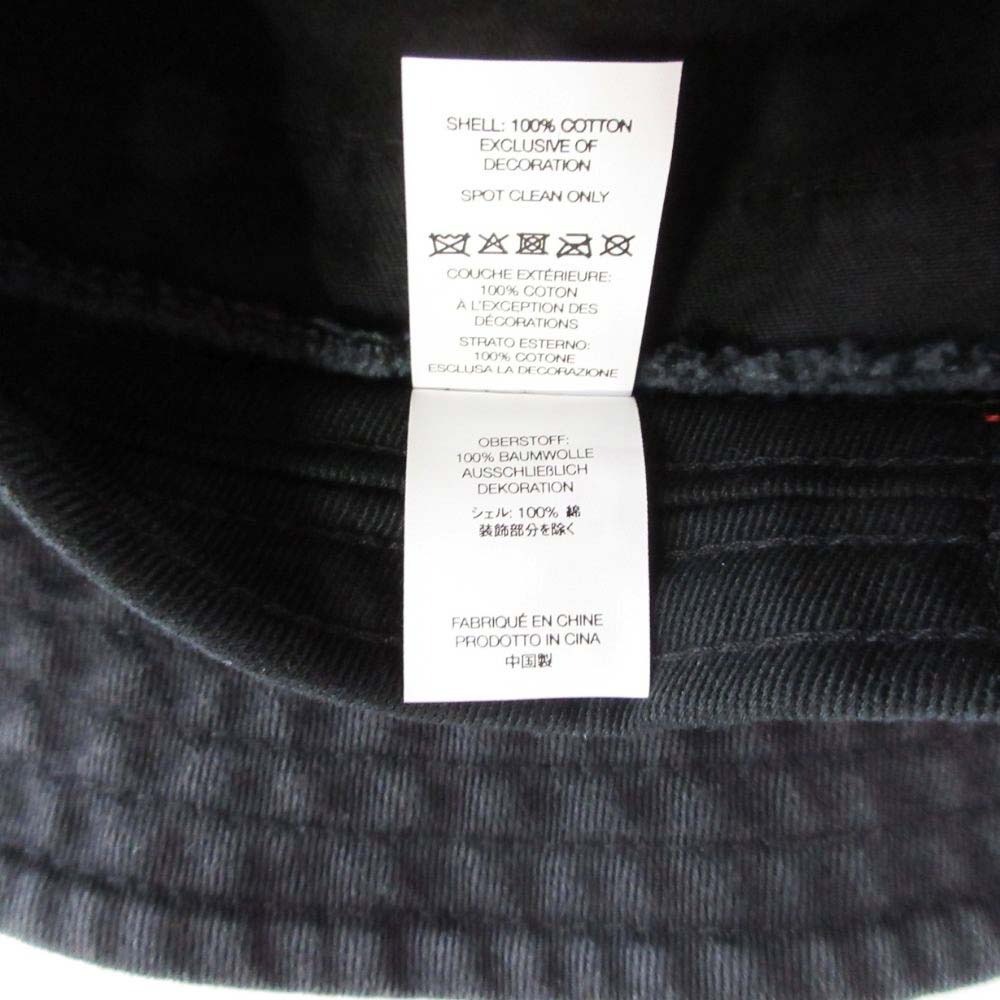 SHELL: 100% COTTON
EXCLUSIVE OF
DECORATION
SPOT CLEAN ONLY
COUCHE EXTÉRIEURE:
100% COTON
À L'EXCEPTION DES
DÉCORATIONS
STRATO ESTERNO:
100% COTONE
ESCLUSA LA DECORAZIONE
OBERSTOFF:
100% BAUMWOLLE
AUSSCHLIEßLICH
DEKORATION
シェル: 100% 綿
装飾部分を除く
FABRIQUÉ EN CHINE
PRODOTTO IN CINA
中国製